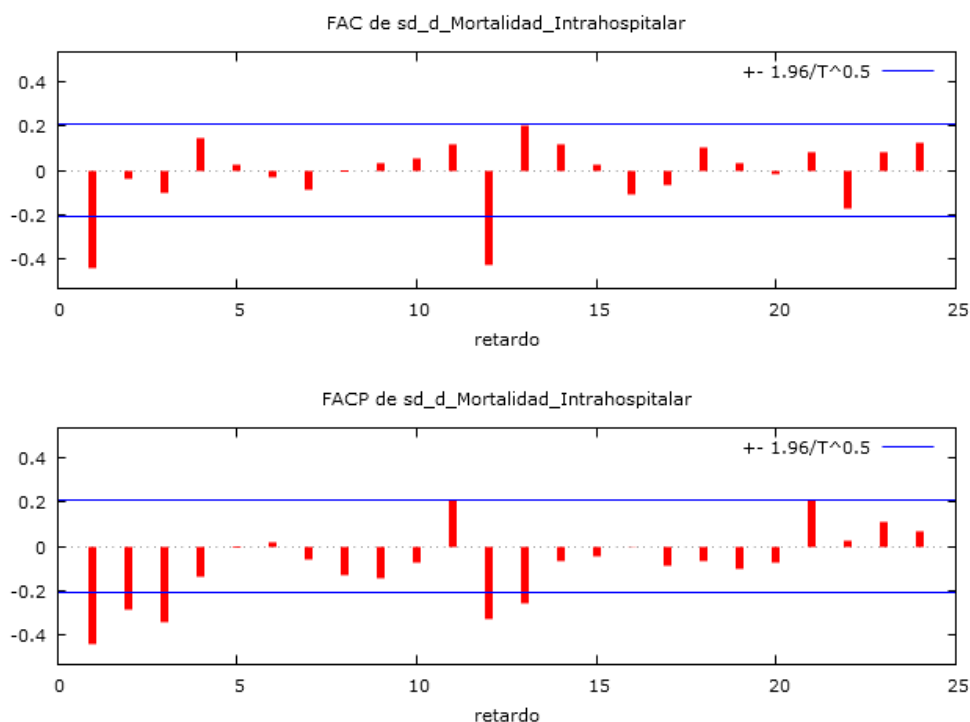 FAC de sd_d_Mortalidad_Intrahospitalar
+- 1.96/T^0.5
0.4
0.2
0
-0.2
-0.4
0 5 10 15 20 25
retardo
FACP de sd_d_Mortalidad_Intrahospitalar
+- 1.96/T^0.5
0.4
0.2
0
-0.2
-0.4
0 5 10 15 20 25
retardo